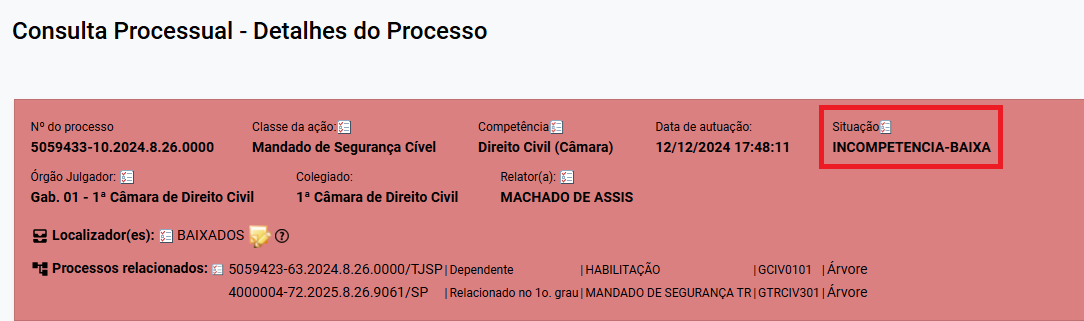 Consulta Processual - Detalhes do Processo
Nº do processo Classe da ação: Competência Data de autuação: Situação
5059433-10.2024.8.26.0000 Mandado de Segurança Cível Direito Civil (Câmara) 12/12/2024 17:48:11 INCOMPETENCIA-BAIXA
Órgão Julgador: Colegiado: Relator(a):
Gab. 01 - 1ª Câmara de Direito Civil 1ª Câmara de Direito Civil MACHADO DE ASSIS
Localizador(es): BAIXADOS ?
Processos relacionados: 5059423-63.2024.8.26.0000/TJSP | Dependente | HABILITAÇÃO | GCIV0101 | Árvore
4000004-72.2025.8.26.9061/SP | Relacionado no 1o. grau | MANDADO DE SEGURANÇA TR | GTRCIV301 | Árvore